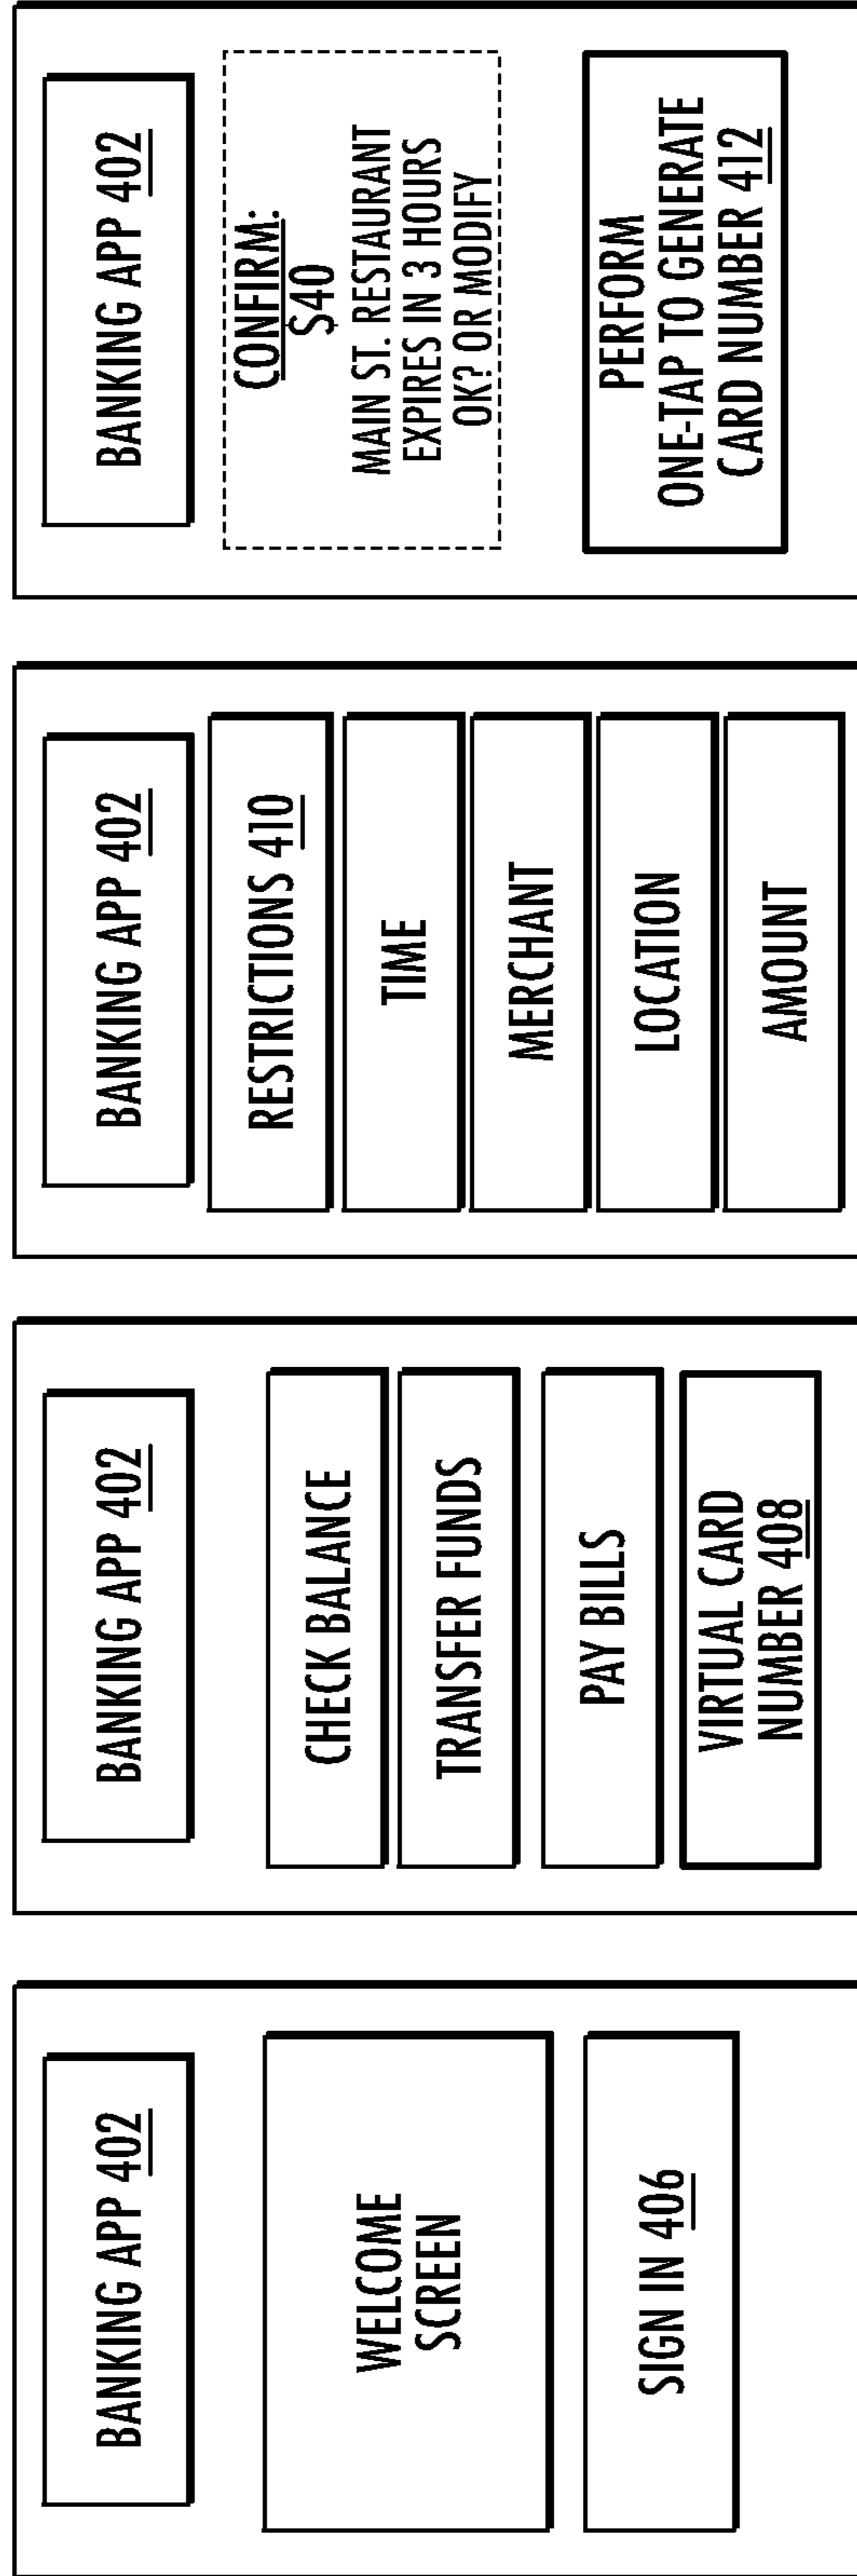 BANKING APP 402
WELCOME
SCREEN
SIGN IN 406
BANKING APP 402
CHECK BALANCE
TRANSFER FUNDS
PAY BILLS
VIRTUAL CARD
NUMBER 408
BANKING APP 402
RESTRICTIONS 410
TIME
MERCHANT
LOCATION
AMOUNT
BANKING APP 402
CONFIRM:
$40
MAIN ST. RESTAURANT
EXPIRES IN 3 HOURS
OK? OR MODIFY
PERFORM
ONE-TAP TO GENERATE
CARD NUMBER 412